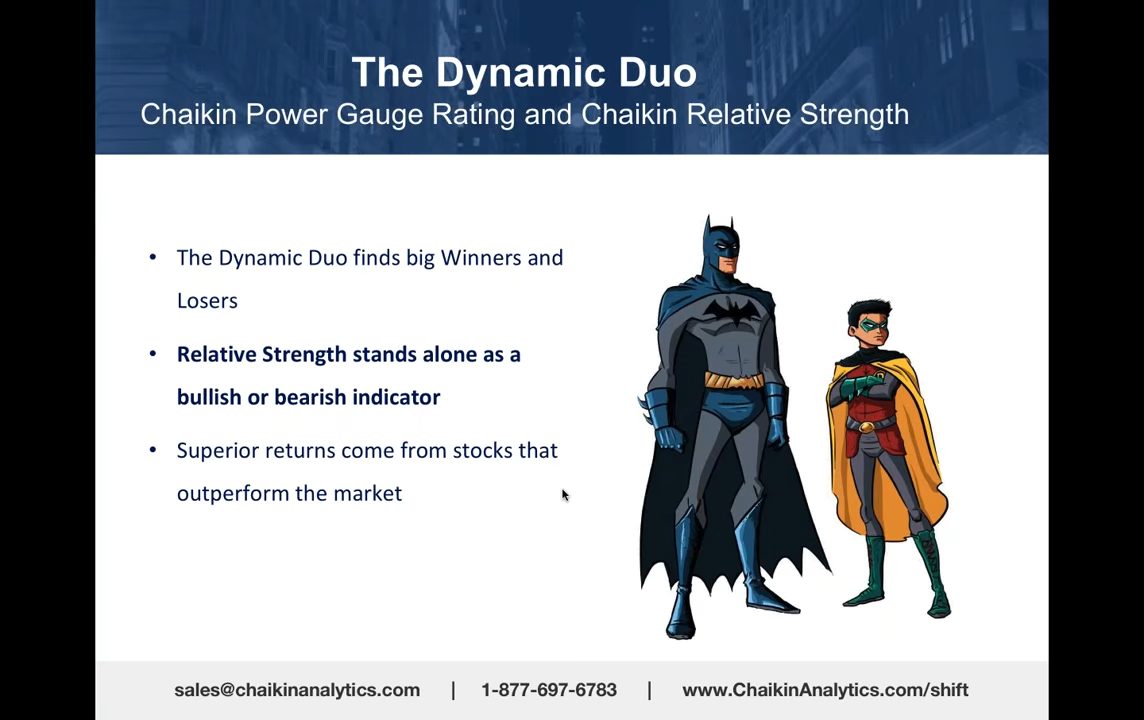 The Dynamic Duo
Chaikin Power Gauge Rating and Chaikin Relative Strength
• The Dynamic Duo finds big Winners and
Losers
• Relative Strength stands alone as a
bullish or bearish indicator
• Superior returns come from stocks that
outperform the market
sales@chaikinanalytics.com | 1-877-697-6783 | www.ChaikinAnalytics.com/shift